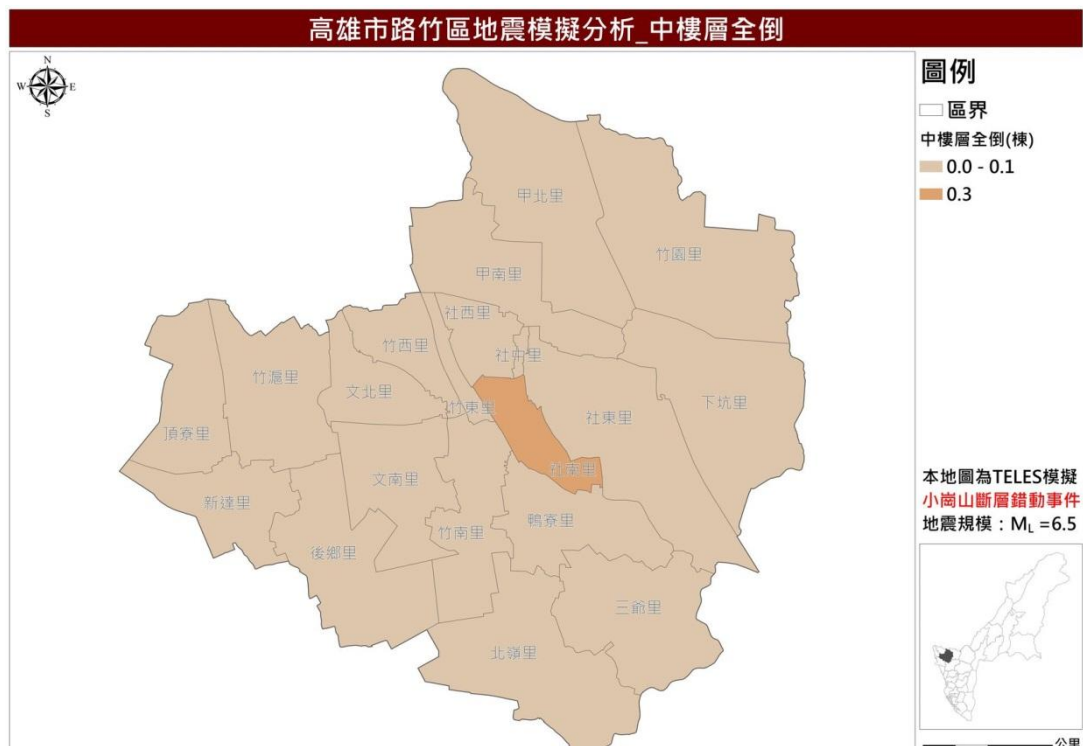 高雄市路竹區地震模擬分析_中樓層全倒
N
W
E
S
圖例
區界
中樓層全倒(棟)
0.0 - 0.1
0.3
甲北里
竹園里
甲南里
社西里
竹西里
社中里
竹滬里
文北里
竹東里
社東里
下坑里
頂寮里
社南里
文南里
新達里
鴨寮里
竹南里
後鄉里
三爺里
北嶺里
本地圖為TELES模擬
小崗山斷層錯動事件
地震規模：ML =6.5
公里